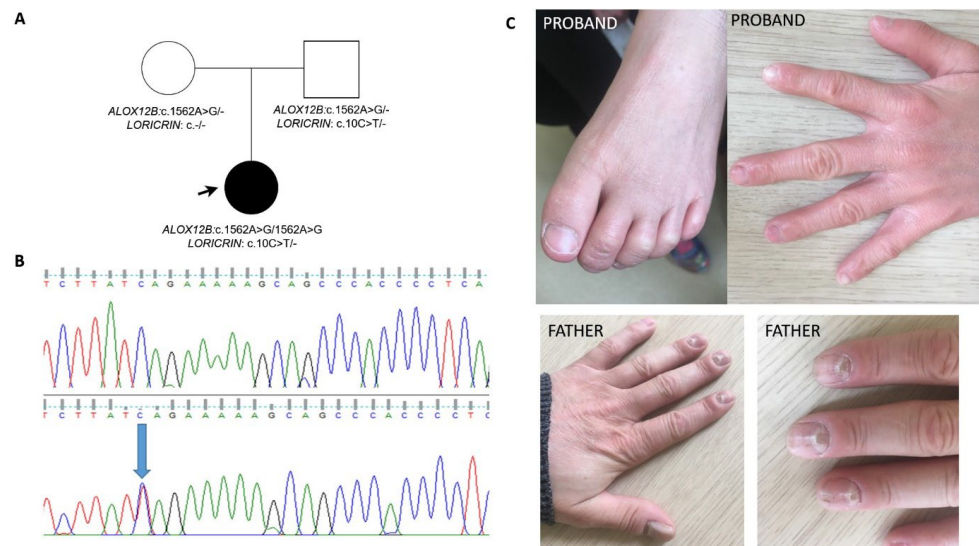 A
ALOX12B:c.1562A>G/-
LORICRIN: c.-/-
ALOX12B:c.1562A>G/-
LORICRIN: c.10C>T/-
ALOX12B:c.1562A>G/1562A>G
LORICRIN: c.10C>T/-
B
T C T T A T C A G A A A A A G C A G C C C A C C C C T C A
T C T T A T C A G A A A A A G C A G C C C A C C C C T C
C
PROBAND
PROBAND
FATHER
FATHER